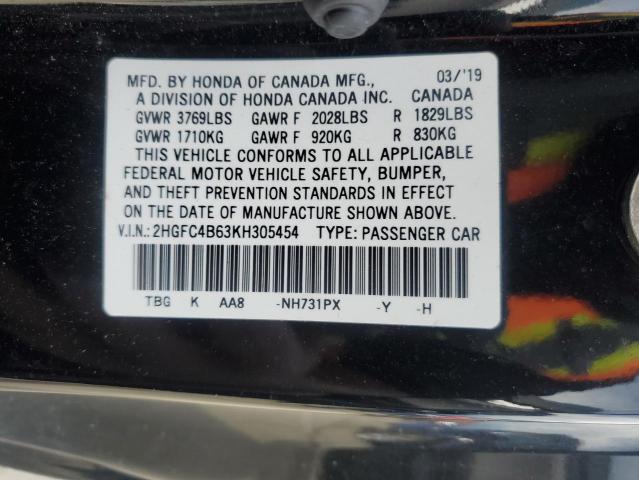 MFD. BY HONDA OF CANADA MFG., 03/'19
A DIVISION OF HONDA CANADA INC. CANADA
GVWR 3769LBS GAWR F 2028LBS R 1829LBS
GVWR 1710KG GAWR F 920KG R 830KG
THIS VEHICLE CONFORMS TO ALL APPLICABLE
FEDERAL MOTOR VEHICLE SAFETY, BUMPER,
AND THEFT PREVENTION STANDARDS IN EFFECT
ON THE DATE OF MANUFACTURE SHOWN ABOVE.
V.I.N.: 2HGFC4B63KH305454 TYPE: PASSENGER CAR
TBG K AA8 -NH731PX -Y -H